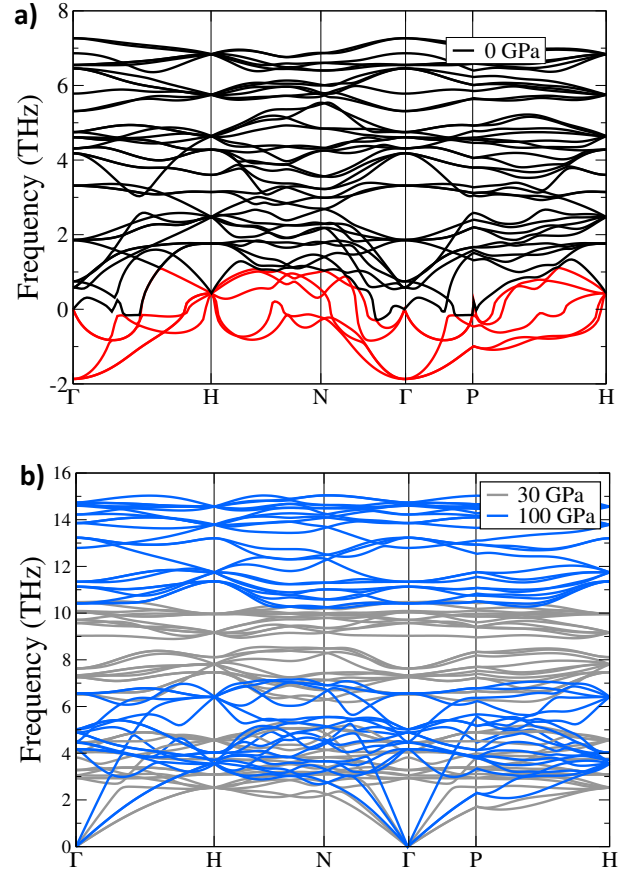 a)
8
6
4
2
0
-2
Frequency (THz)
0 GPa
Γ H N Γ P H
b)
16
14
12
10
8
6
4
2
0
Frequency (THz)
30 GPa
100 GPa
Γ H N Γ P H